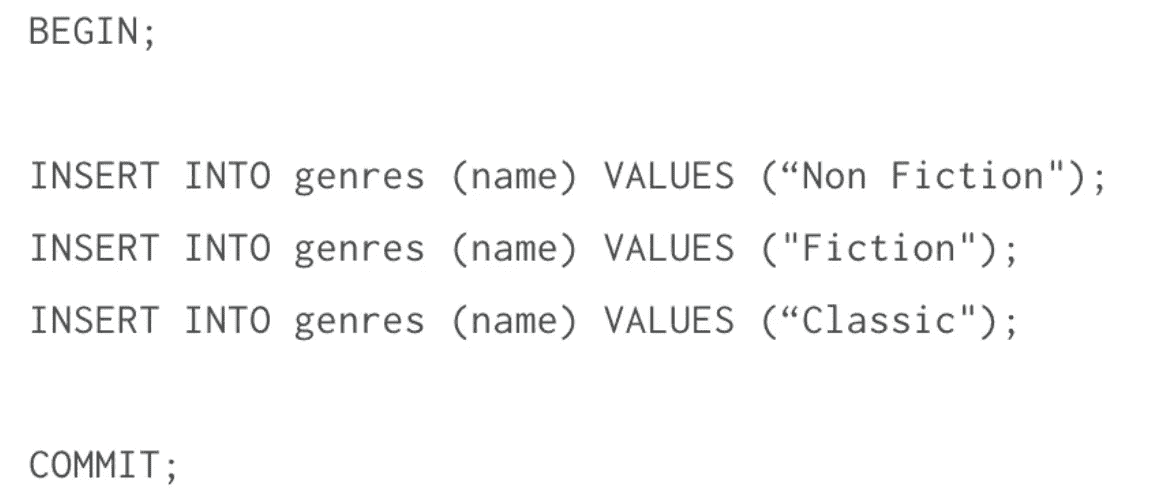 BEGIN;
INSERT INTO genres (name) VALUES (“Non Fiction");
INSERT INTO genres (name) VALUES ("Fiction");
INSERT INTO genres (name) VALUES (“Classic");
COMMIT;